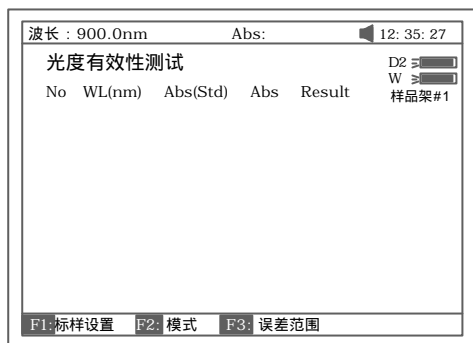 波长：900.0nm Abs: 12: 35: 27
光度有效性测试
D2
W
No WL(nm) Abs(Std) Abs Result 样品架#1
F1:标样设置 F2: 模式 F3: 误差范围